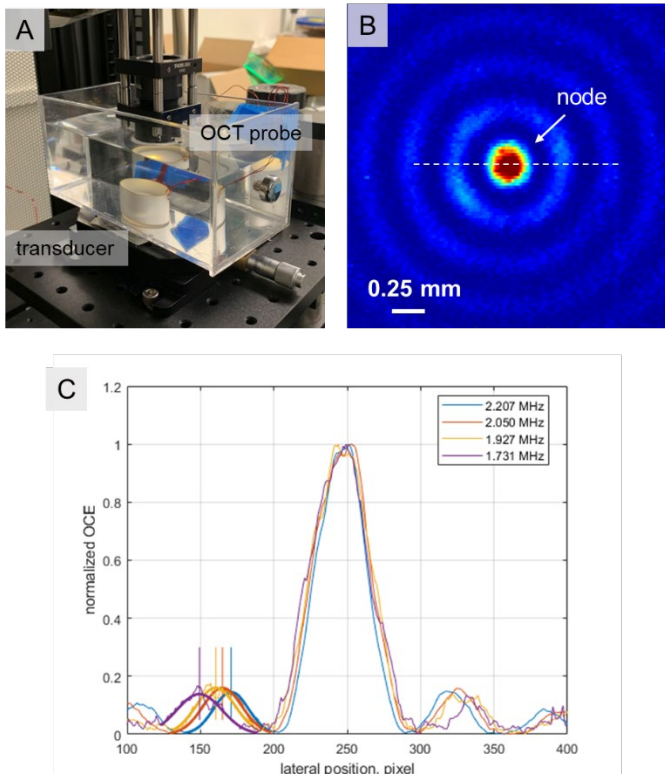 A
OCT probe
transducer
B
node
0.25 mm
C
1.2
1
0.8
0.6
0.4
0.2
0
normalized OCE
2.207 MHz
2.050 MHz
1.927 MHz
1.731 MHz
100
150
200
250
300
350
400
lateral position, pixel